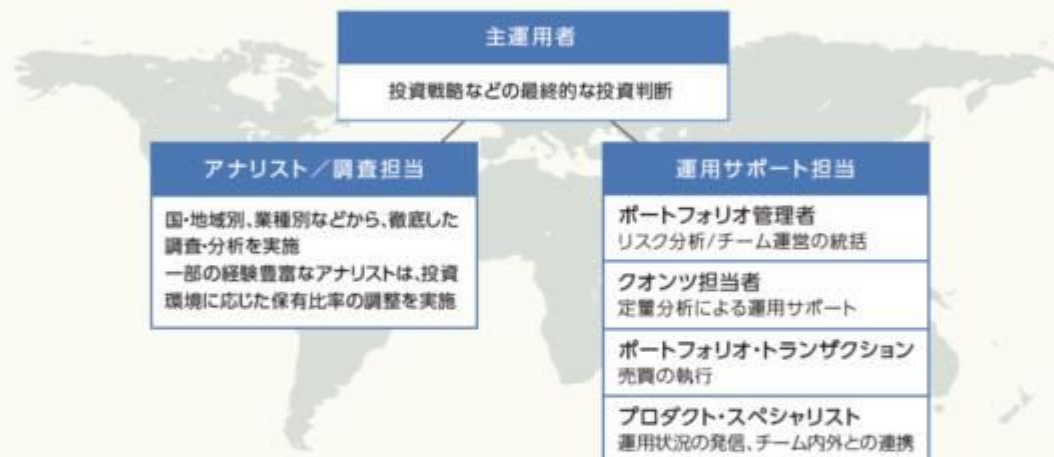 主運用者
投資戦略などの最終的な投資判断
アナリスト／調査担当
国・地域別、業種別などから、徹底した
調査・分析を実施
一部の経験豊富なアナリストは、投資
環境に応じた保有比率の調整を実施
運用サポート担当
ポートフォリオ管理者
リスク分析/チーム運営の統括
クオンツ担当者
定量分析による運用サポート
ポートフォリオ・トランザクション
売買の執行
プロダクト・スペシャリスト
運用状況の発信、チーム内外との連携